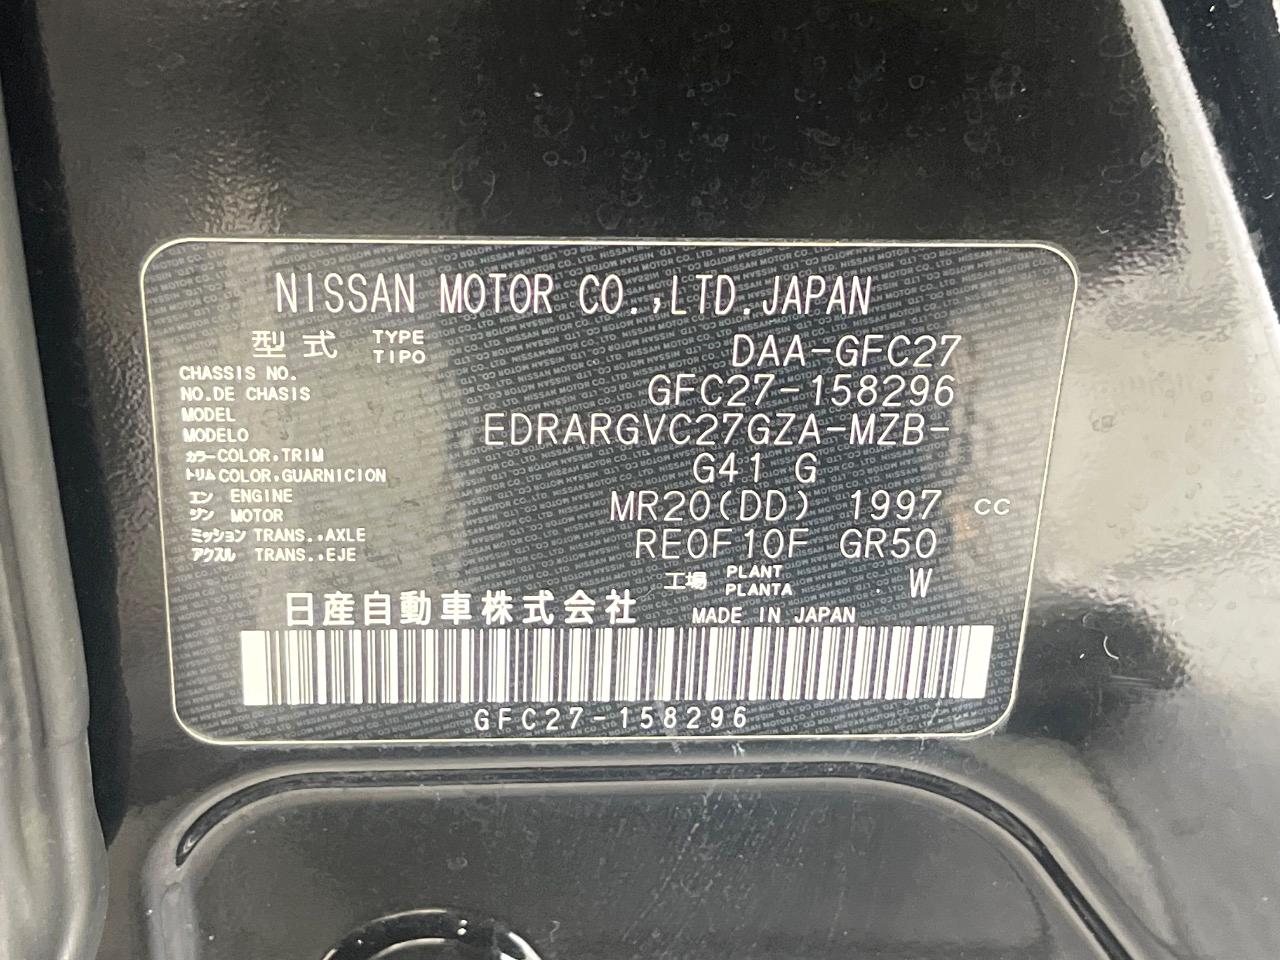 NISSAN MOTOR CO.,LTD.JAPAN
型式 TYPE TIPO DAA-GFC27
CHASSIS NO.
NO.DE CHASIS GFC27-158296
MODEL
MODELO EDRARGVC27GZA-MZB-
カラー COLOR,TRIM
トリム COLOR,GUARNICION G41 G
エン ENGINE
ジン MOTOR MR20(DD) 1997 CC
ミッション TRANS.,AXLE
アクスル TRANS.,EJE RE0F10F GR50
工場 PLANT PLANTA W
日産自動車株式会社 MADE IN JAPAN
GFC27-158296